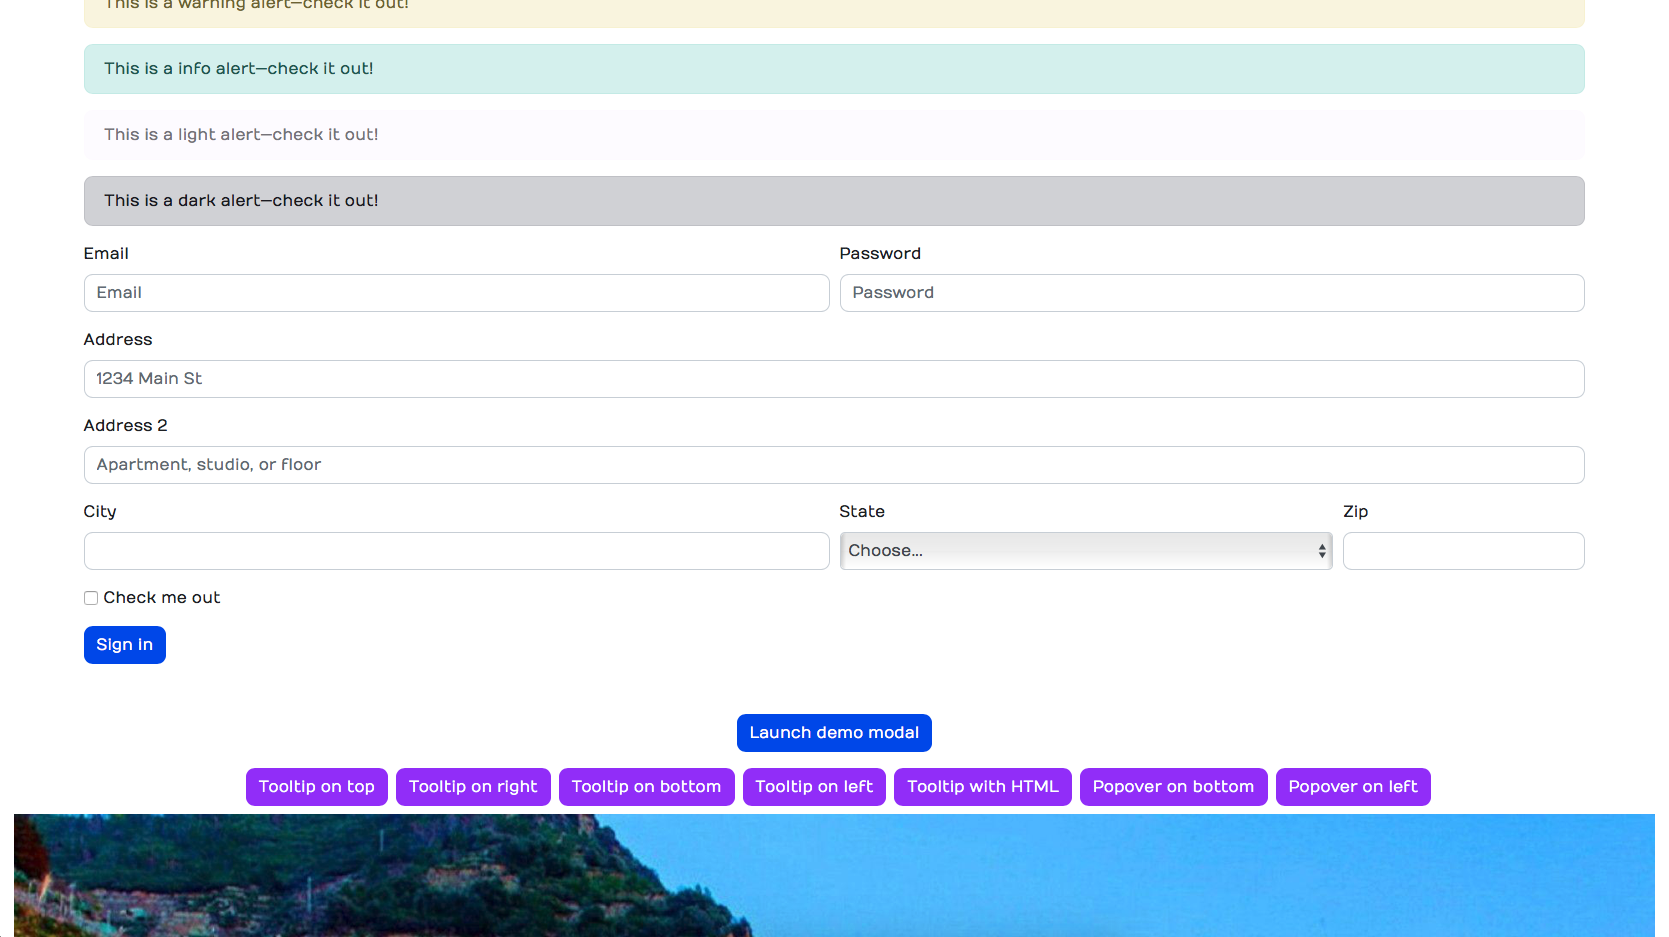 This is a warning alert—check it out!
This is a info alert—check it out!
This is a light alert—check it out!
This is a dark alert—check it out!
Email Password
Email Password
Address
1234 Main St
Address 2
Apartment, studio, or floor
City State Zip
Choose...
Check me out
Sign in
Launch demo modal
Tooltip on top Tooltip on right Tooltip on bottom Tooltip on left Tooltip with HTML Popover on bottom Popover on left